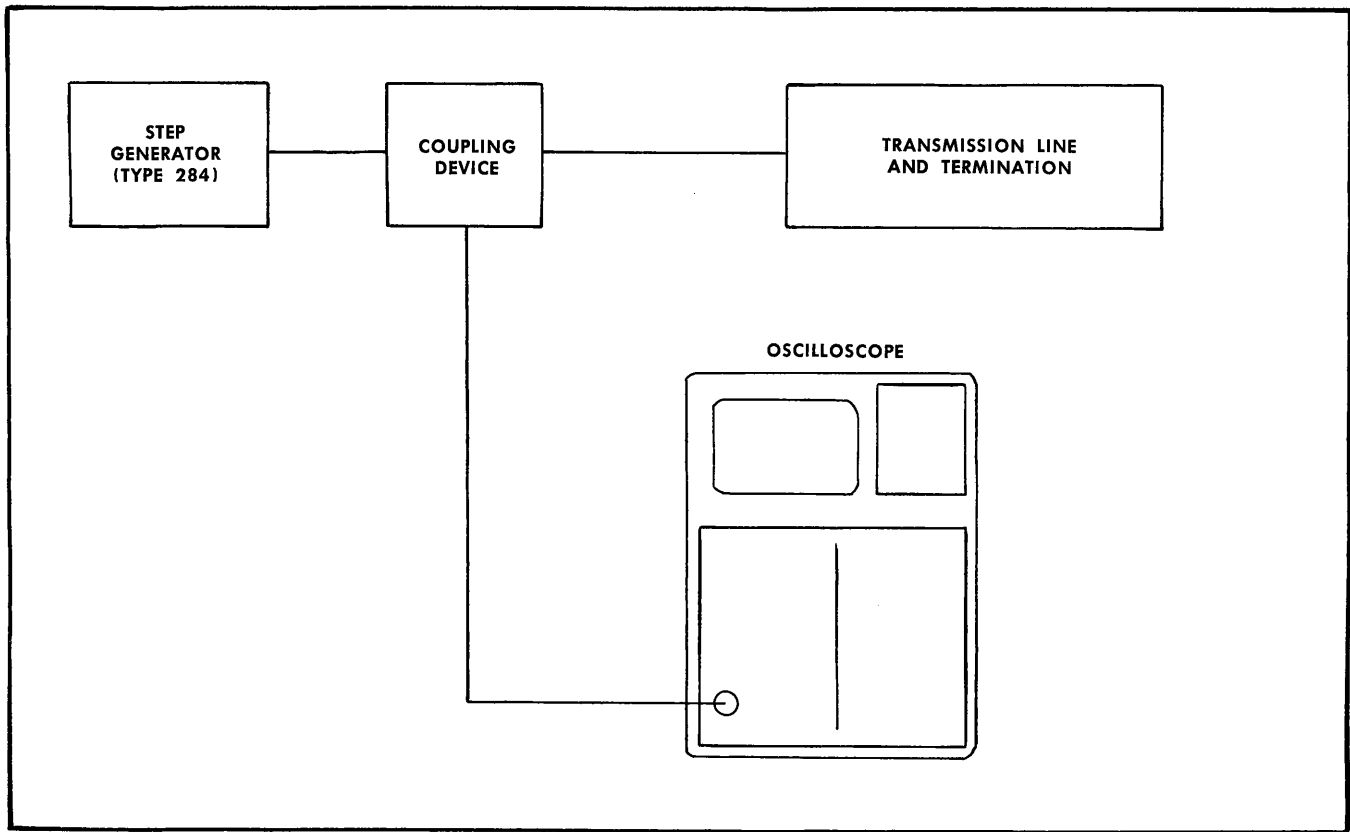 STEP
GENERATOR
(TYPE 284)
COUPLING
DEVICE
TRANSMISSION LINE
AND TERMINATION
OSCILLOSCOPE